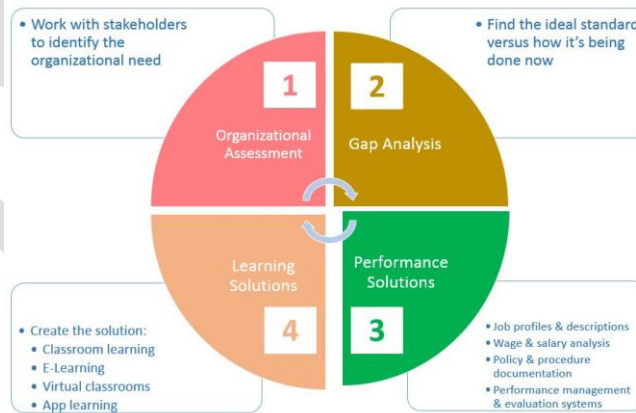 • Work with stakeholders
to identify the
organizational need
• Find the ideal standard
versus how it's being
done now
1
Organizational
Assessment
2
Gap Analysis
Learning
Solutions
4
Performance
Solutions
3
• Create the solution:
• Classroom learning
• E-Learning
• Virtual classrooms
• App learning
• Job profiles & descriptions
• Wage & salary analysis
• Policy & procedure
documentation
• Performance management
& evaluation systems